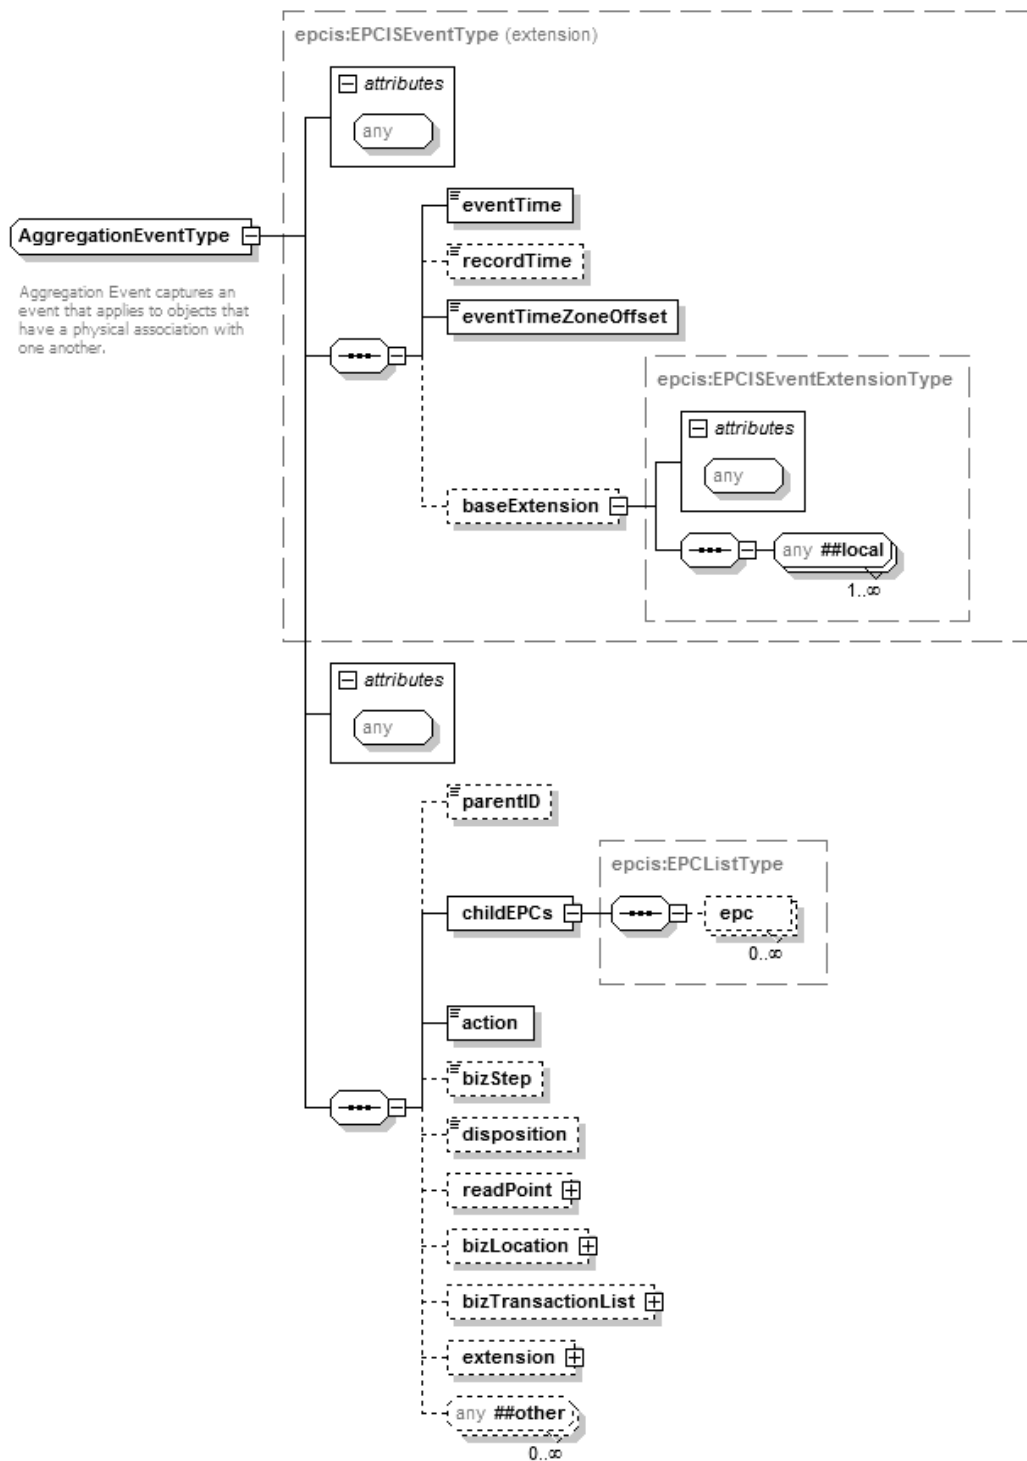 epcis:EPCISEventType (extension)
attributes
any
eventTime
AggregationEventType
recordTime
Aggregation Event captures an
event that applies to objects that
have a physical association with
one another.
eventTimeZoneOffset
epcis:EPCISEventExtensionType
attributes
any
baseExtension
any ##local
1..∞
attributes
any
parentID
epcis:EPCListType
childEPCs
epc
0..∞
action
bizStep
disposition
readPoint
bizLocation
bizTransactionList
extension
any ##other
0..∞